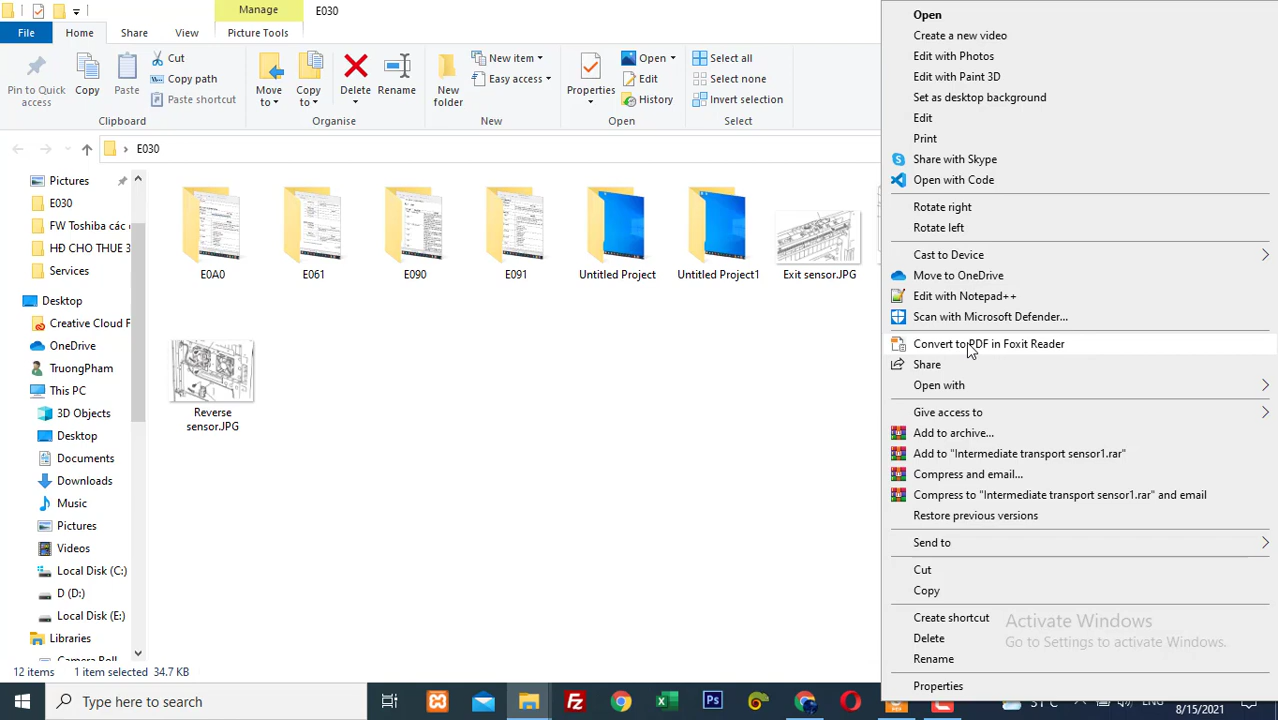 Manage
E030
File
Home
Share
View
Picture Tools
Pin to Quick access
Copy
Paste
Cut
Copy path
Paste shortcut
Clipboard
Move to
Copy to
Delete
Rename
Organise
New folder
New item
Easy access
New
Properties
Open
Edit
History
Open
Select all
Select none
Invert selection
Select
E030
Pictures
E030
FW Toshiba các
HĐ CHO THUE 3
Services
Desktop
Creative Cloud F
OneDrive
TruongPham
This PC
3D Objects
Desktop
Documents
Downloads
Music
Pictures
Videos
Local Disk (C:)
D (D:)
Local Disk (E:)
Libraries
Camera Roll
E0A0
E061
E090
E091
Untitled Project
Untitled Project1
Exit sensor.JPG
Reverse sensor.JPG
Open
Create a new video
Edit with Photos
Edit with Paint 3D
Set as desktop background
Edit
Print
Share with Skype
Open with Code
Rotate right
Rotate left
Cast to Device
Move to OneDrive
Edit with Notepad++
Scan with Microsoft Defender...
Convert to PDF in Foxit Reader
Share
Open with
Give access to
Add to archive...
Add to "Intermediate transport sensor1.rar"
Compress and email...
Compress to "Intermediate transport sensor1.rar" and email
Restore previous versions
Send to
Cut
Copy
Create shortcut
Delete
Rename
Properties
Activate Windows
Go to Settings to activate Windows.
12 items
1 item selected 34.7 KB
Type here to search
31°C
ENG
8/15/2021